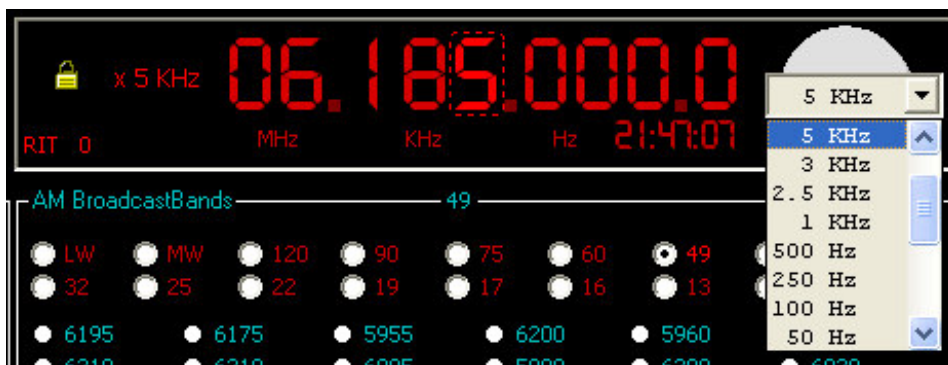 x 5 KHz 06.185.000.0 5 KHz
MHz KHz Hz 21:47:07
RIT 0
5 KHz
3 KHz
2.5 KHz
1 KHz
500 Hz
250 Hz
100 Hz
50 Hz
AM BroadcastBands 49
LW MW 120 90 75 60 49
32 25 22 19 17 16 13
6195 6175 5955 6200 5960